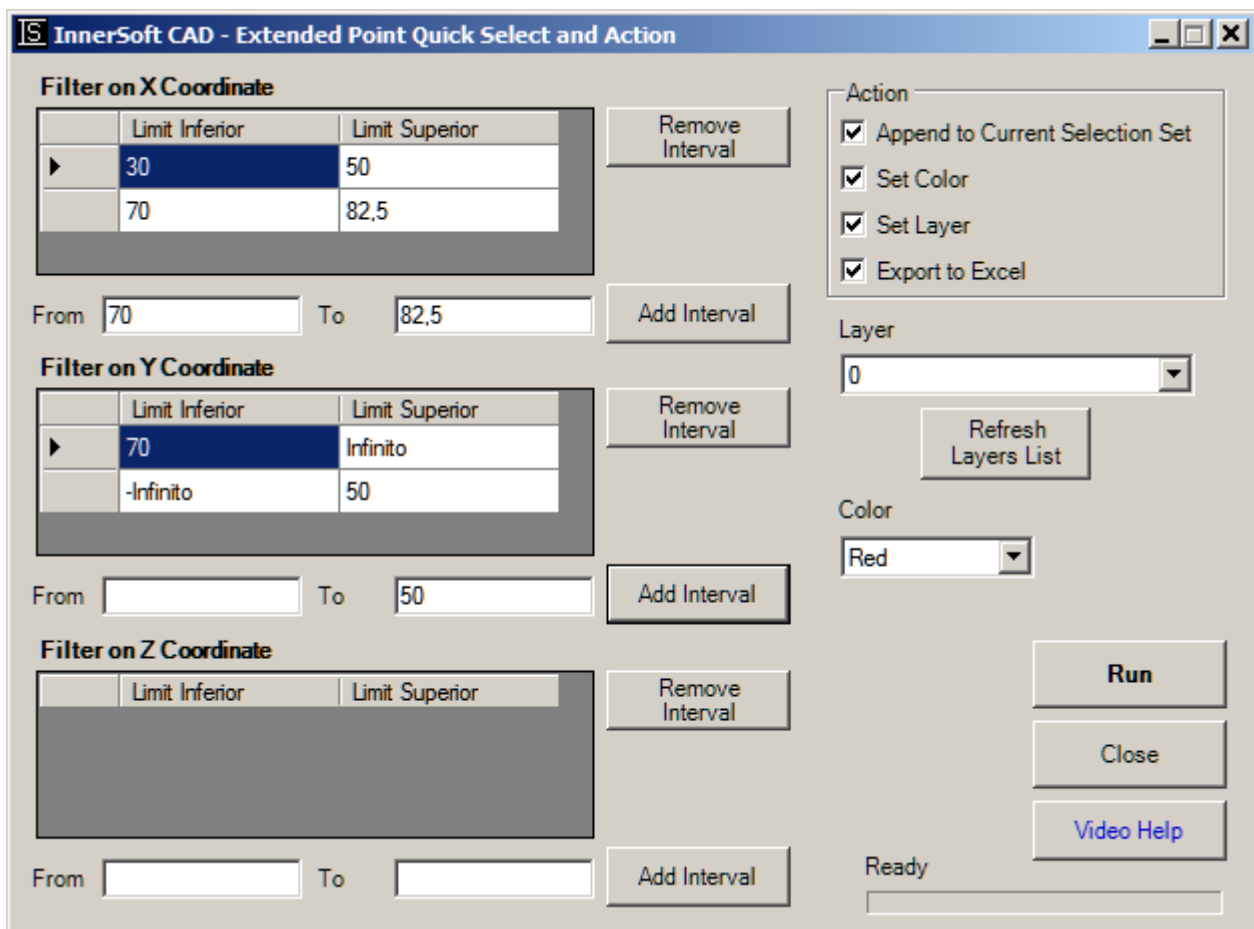 InnerSoft CAD - Extended Point Quick Select and Action
Filter on X Coordinate
Limit Inferior Limit Superior
30 50
70 82,5
Remove
Interval
From 70 To 82,5 Add Interval
Filter on Y Coordinate
Limit Inferior Limit Superior
70 Infinito
-Infinito 50
Remove
Interval
From To 50 Add Interval
Filter on Z Coordinate
Limit Inferior Limit Superior
Remove
Interval
From To Add Interval
Action
Append to Current Selection Set
Set Color
Set Layer
Export to Excel
Layer
0
Refresh
Layers List
Color
Red
Run
Close
Video Help
Ready